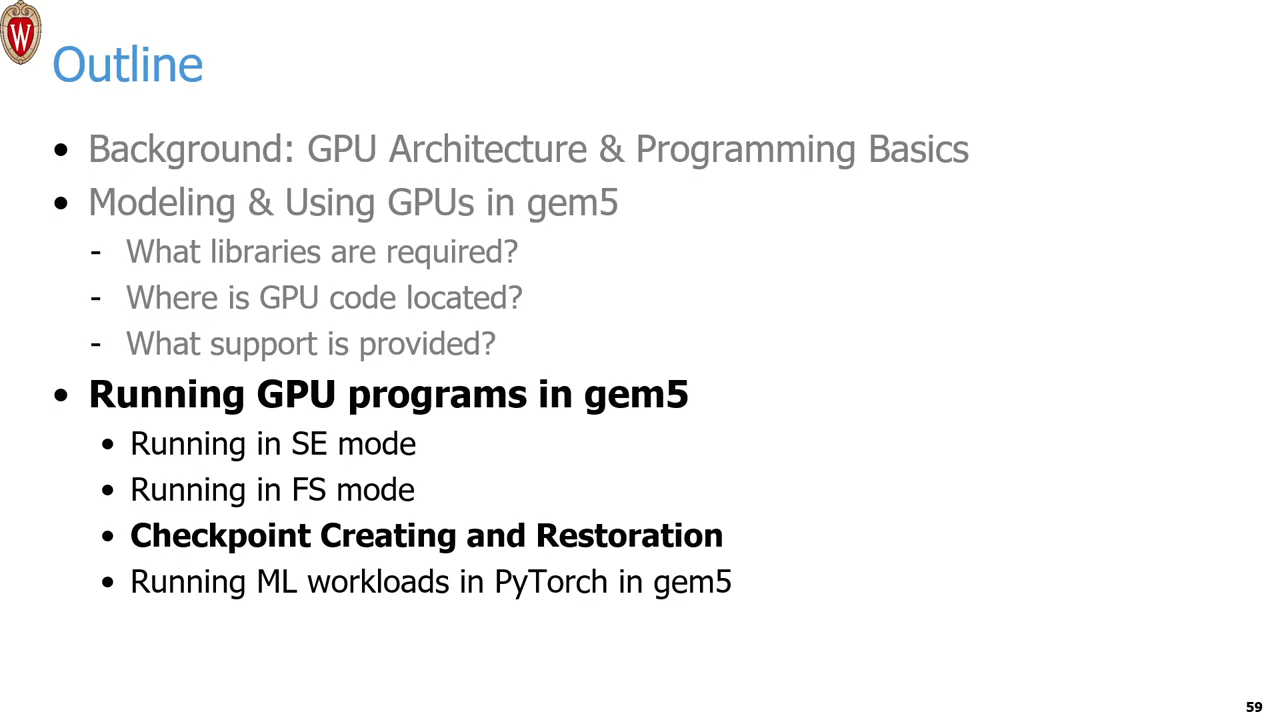 W
Outline
• Background: GPU Architecture & Programming Basics
• Modeling & Using GPUs in gem5
- What libraries are required?
- Where is GPU code located?
- What support is provided?
• Running GPU programs in gem5
• Running in SE mode
• Running in FS mode
• Checkpoint Creating and Restoration
• Running ML workloads in PyTorch in gem5
59